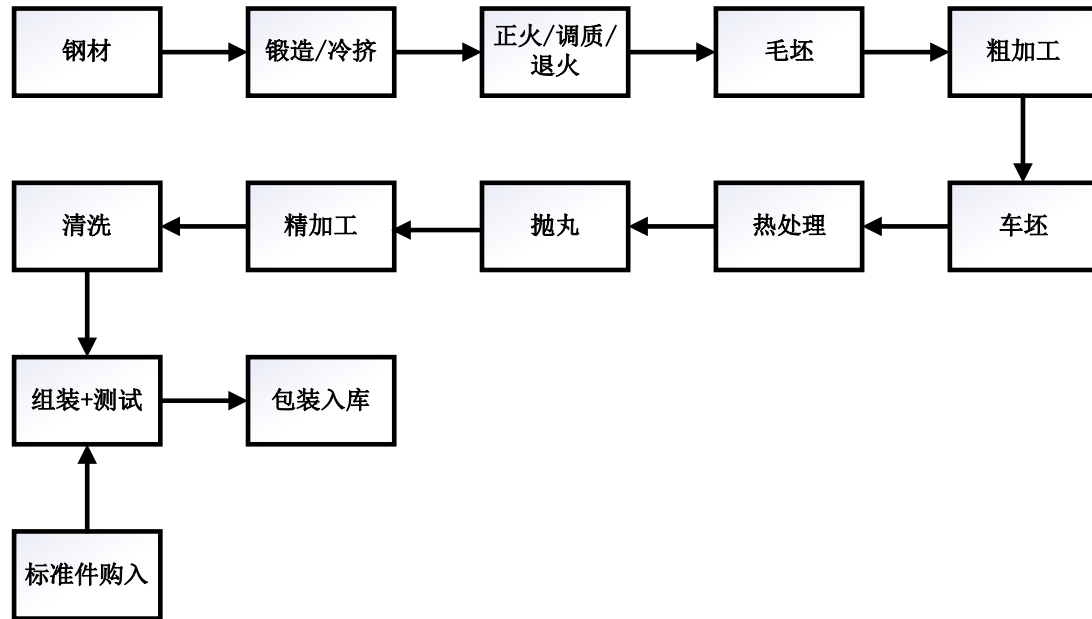 钢材
锻造/冷挤
正火/调质/
退火
毛坯
粗加工
清洗
精加工
抛丸
热处理
车坯
组装+测试
包装入库
标准件购入